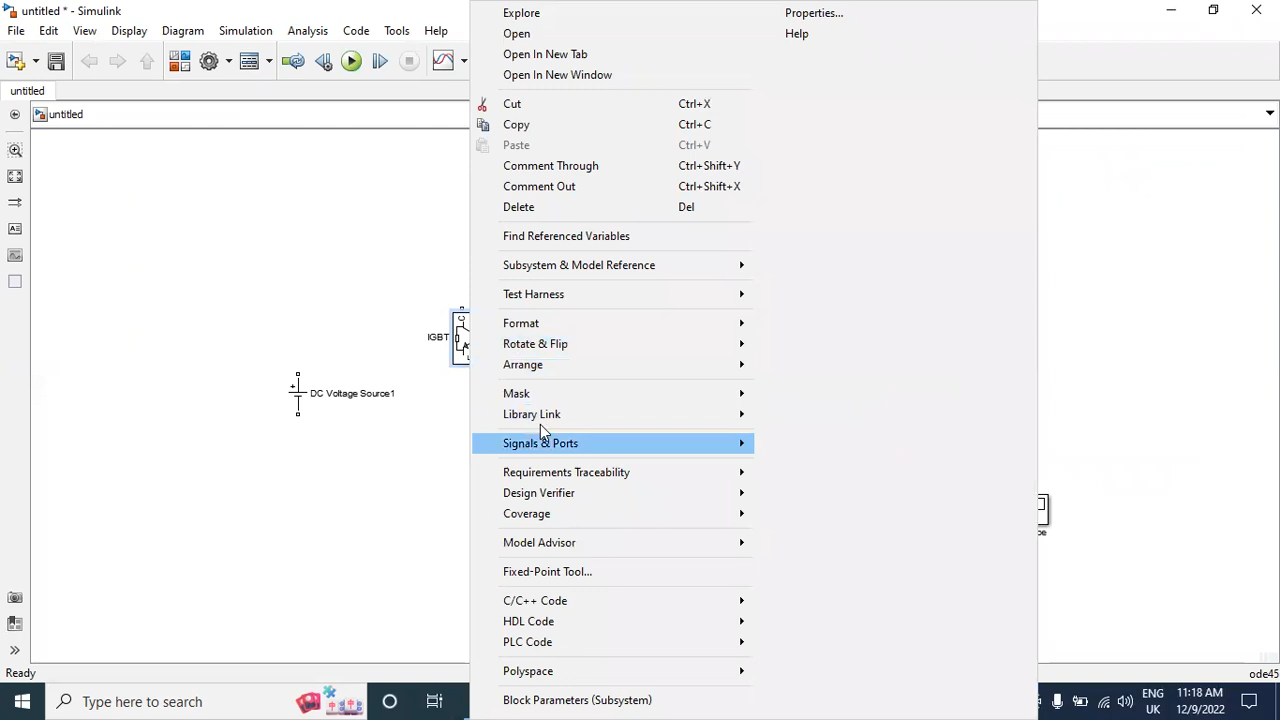 untitled * - Simulink
File Edit View Display Diagram Simulation Analysis Code Tools Help
untitled
untitled
IGBT
DC Voltage Source1
Explore
Open
Open In New Tab
Open In New Window
Cut Ctrl+X
Copy Ctrl+C
Paste Ctrl+V
Comment Through Ctrl+Shift+Y
Comment Out Ctrl+Shift+X
Delete Del
Find Referenced Variables
Subsystem & Model Reference
Test Harness
Format
Rotate & Flip
Arrange
Mask
Library Link
Signals & Ports
Requirements Traceability
Design Verifier
Coverage
Model Advisor
Fixed-Point Tool...
C/C++ Code
HDL Code
PLC Code
Polyspace
Block Parameters (Subsystem)
Properties...
Help
Ready
ode45
Type here to search
ENG
UK
11:18 AM
12/9/2022